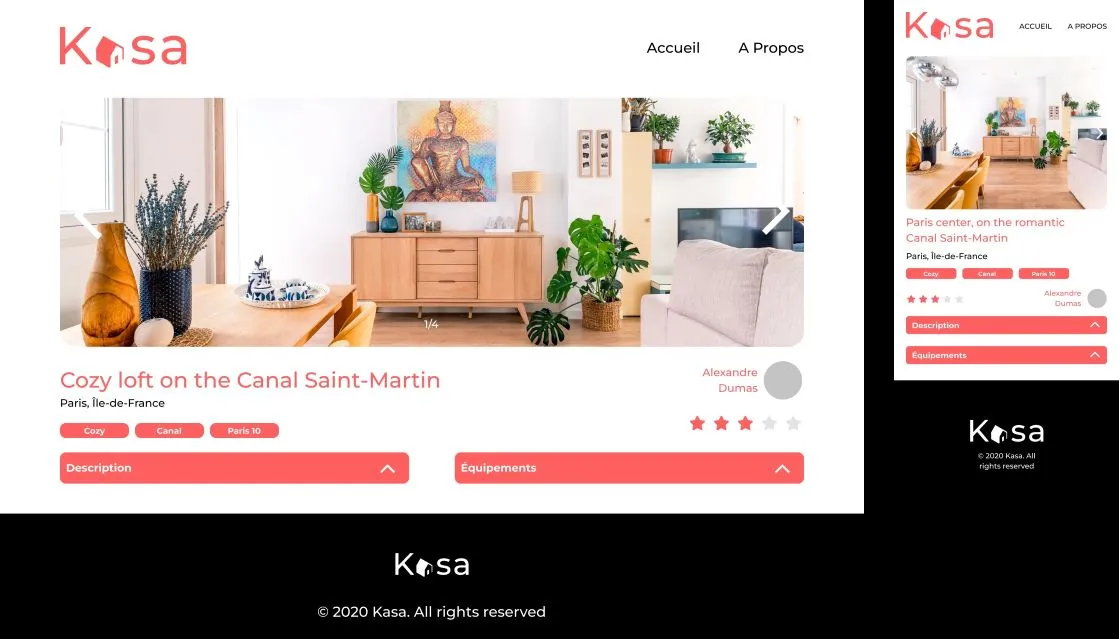 Kasa
Accueil A Propos
1/4
Cozy loft on the Canal Saint-Martin
Paris, Île-de-France
Cozy Canal Paris 10
Alexandre
Dumas
Description
Équipements
Kasa
© 2020 Kasa. All rights reserved
Kasa
ACCUEIL A PROPOS
Paris center, on the romantic
Canal Saint-Martin
Paris, Île-de-France
Cozy Canal Paris 10
Alexandre
Dumas
Description
Équipements
Kasa
© 2020 Kasa. All
rights reserved